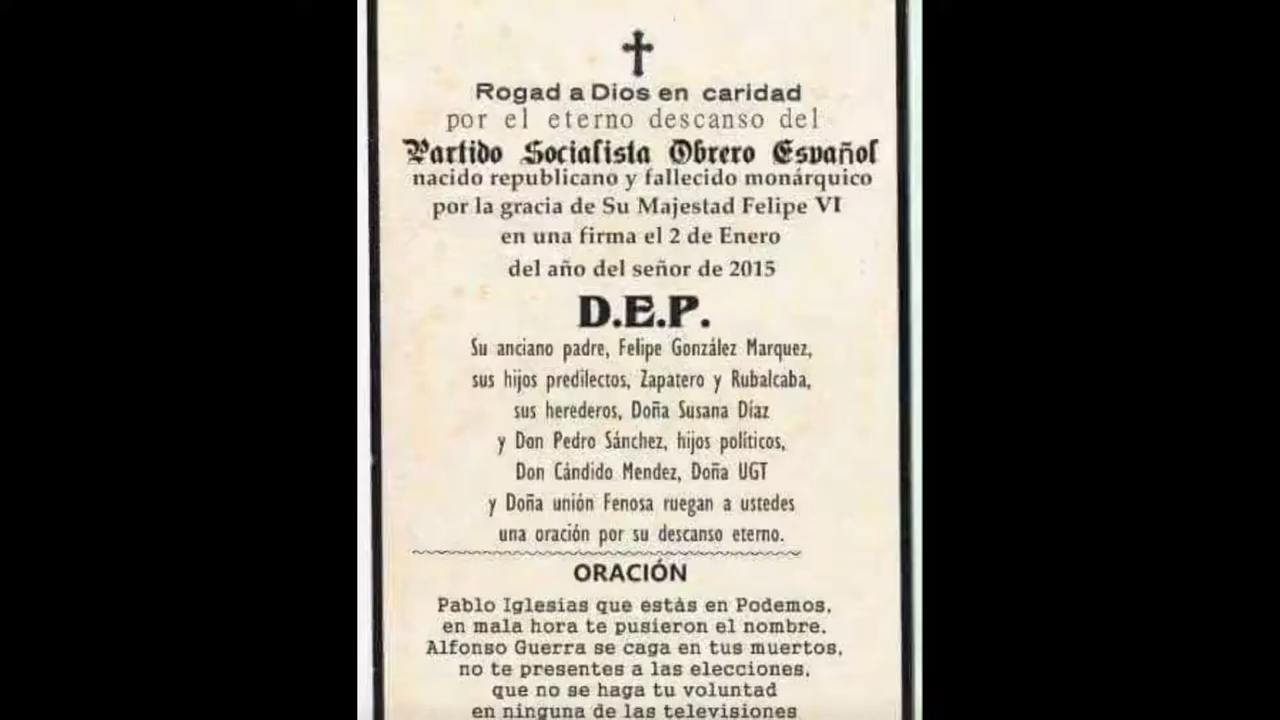 Rogad a Dios en caridad
por el eterno descanso del
Partido Socialista Obrero Español
nacido republicano y fallecido monárquico
por la gracia de Su Majestad Felipe VI
en una firma el 2 de Enero
del año del señor de 2015
D.E.P.
Su anciano padre, Felipe González Marquez,
sus hijos predilectos, Zapatero y Rubalcaba,
sus herederos, Doña Susana Díaz
y Don Pedro Sánchez, hijos políticos,
Don Cándido Mendez, Doña UGT
y Doña unión Fenosa ruegan a ustedes
una oración por su descanso eterno.
ORACIÓN
Pablo Iglesias que estás en Podemos,
en mala hora te pusieron el nombre.
Alfonso Guerra se caga en tus muertos,
no te presentes a las elecciones,
que no se haga tu voluntad
en ninguna de las televisiones